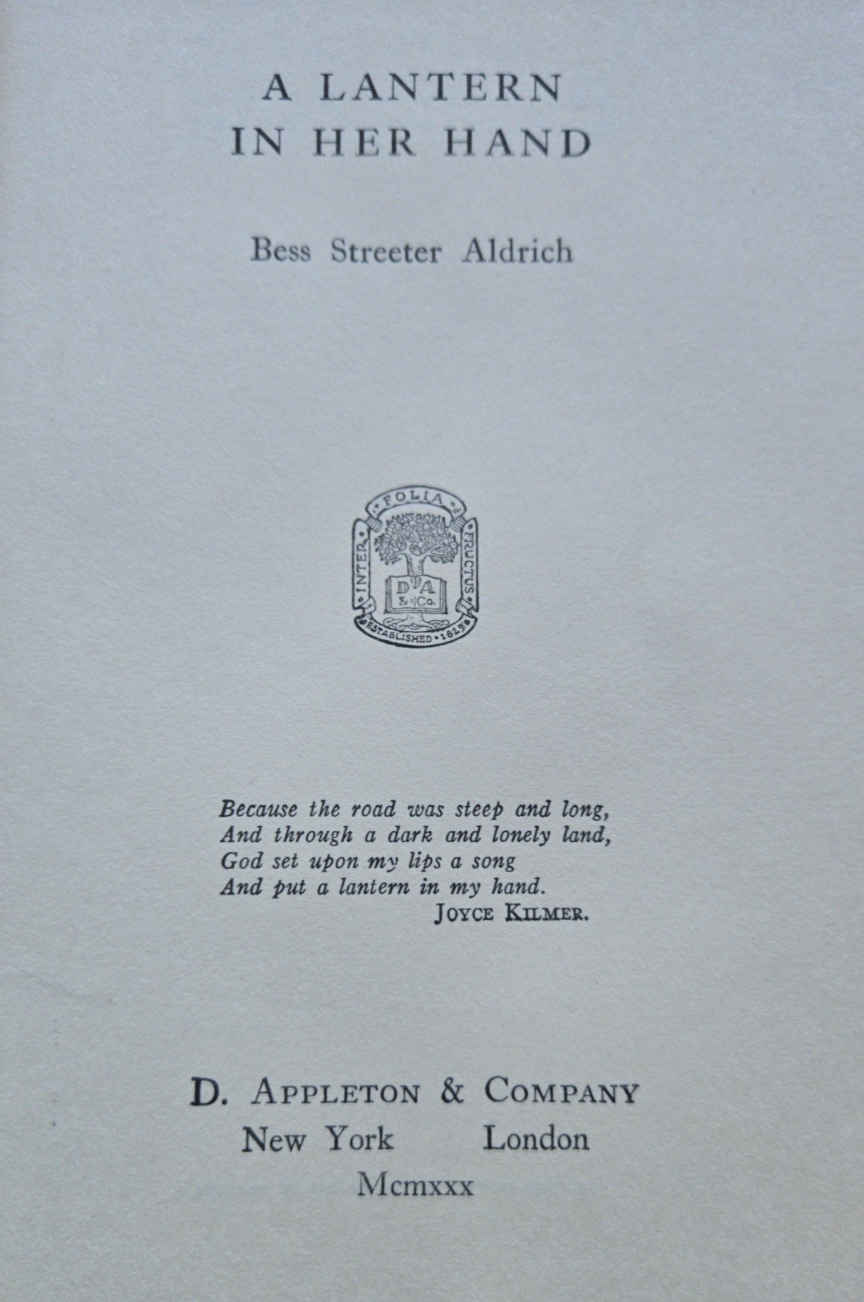 A LANTERN
IN HER HAND
Bess Streeter Aldrich
FOLIA
INTER
FRUCTUS
D A
& Co.
ESTABLISHED • 1825
Because the road was steep and long,
And through a dark and lonely land,
God set upon my lips a song
And put a lantern in my hand.
JOYCE KILMER.
D. APPLETON & COMPANY
New York London
Mcmxxx